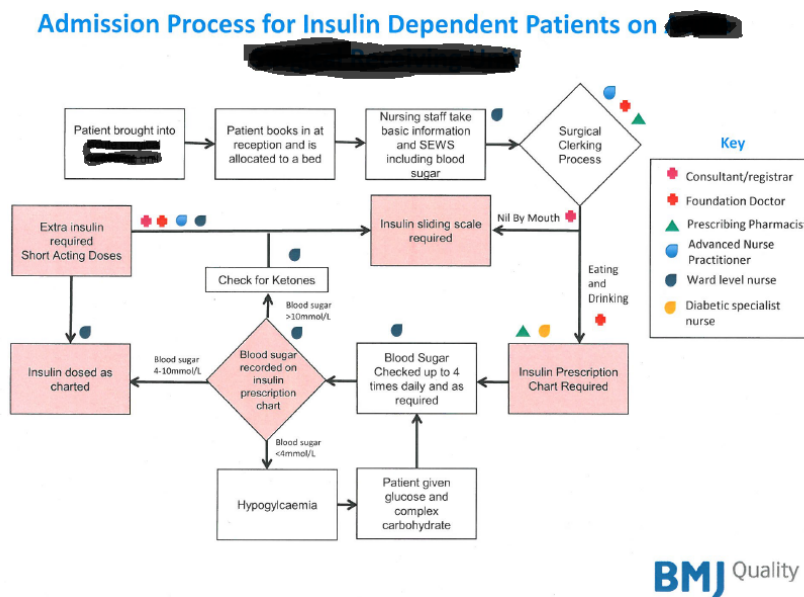 Admission Process for Insulin Dependent Patients on
Patient brought into
Patient books in at
reception and is
allocated to a bed
Nursing staff take
basic information
and SEWS
including blood
sugar
Surgical
Clerking
Process
Key
Consultant/registrar
Foundation Doctor
Prescribing Pharmacist
Advanced Nurse
Practitioner
Ward level nurse
Diabetic specialist
nurse
Extra insulin
required
Short Acting Doses
Insulin sliding scale
required
Nil By Mouth
Eating
and
Drinking
Check for Ketones
Blood sugar
>10mmol/L
Insulin dosed as
charted
Blood sugar
4-10mmol/L
Blood sugar
recorded on
insulin
prescription
chart
Blood Sugar
Checked up to 4
times daily and as
required
Insulin Prescription
Chart Required
Blood sugar
<4mmol/L
Hypogylcaemia
Patient given
glucose and
complex
carbohydrate
BMJ Quality